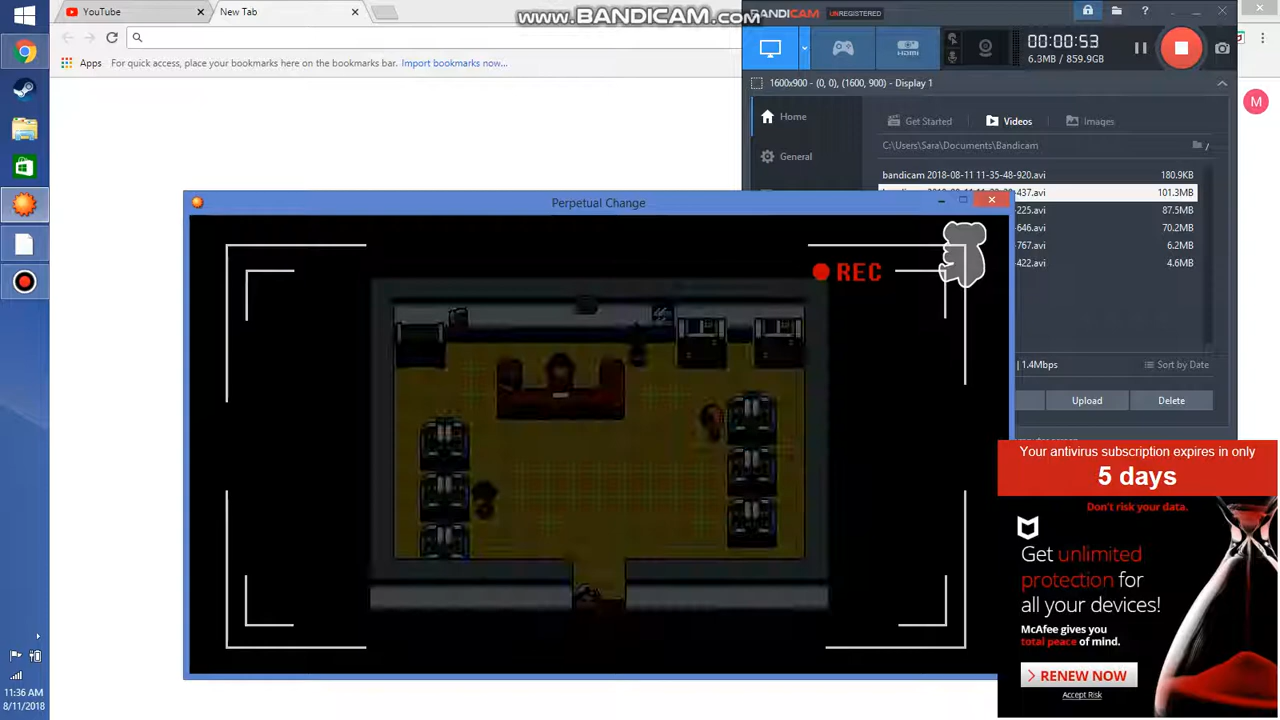 YouTube
New Tab
www.BANDICAM.com
BANDICAM UNREGISTERED
HDMI
00:00:53
6.3MB / 859.9GB
Apps
For quick access, place your bookmarks here on the bookmarks bar. Import bookmarks now...
1600x900 - (0, 0), (1600, 900) - Display 1
M
Home
Get Started
Videos
Images
C:\Users\Sara\Documents\Bandicam
General
bandicam 2018-08-11 11-35-48-920.avi 180.9KB
437.avi 101.3MB
225.avi 87.5MB
646.avi 70.2MB
767.avi 6.2MB
422.avi 4.6MB
Perpetual Change
REC
1.4Mbps
Sort by Date
Upload
Delete
Your antivirus subscription expires in only
5 days
Don't risk your data.
Get unlimited
protection for
all your devices!
McAfee gives you
total peace of mind.
RENEW NOW
Accept Risk
11:36 AM
8/11/2018